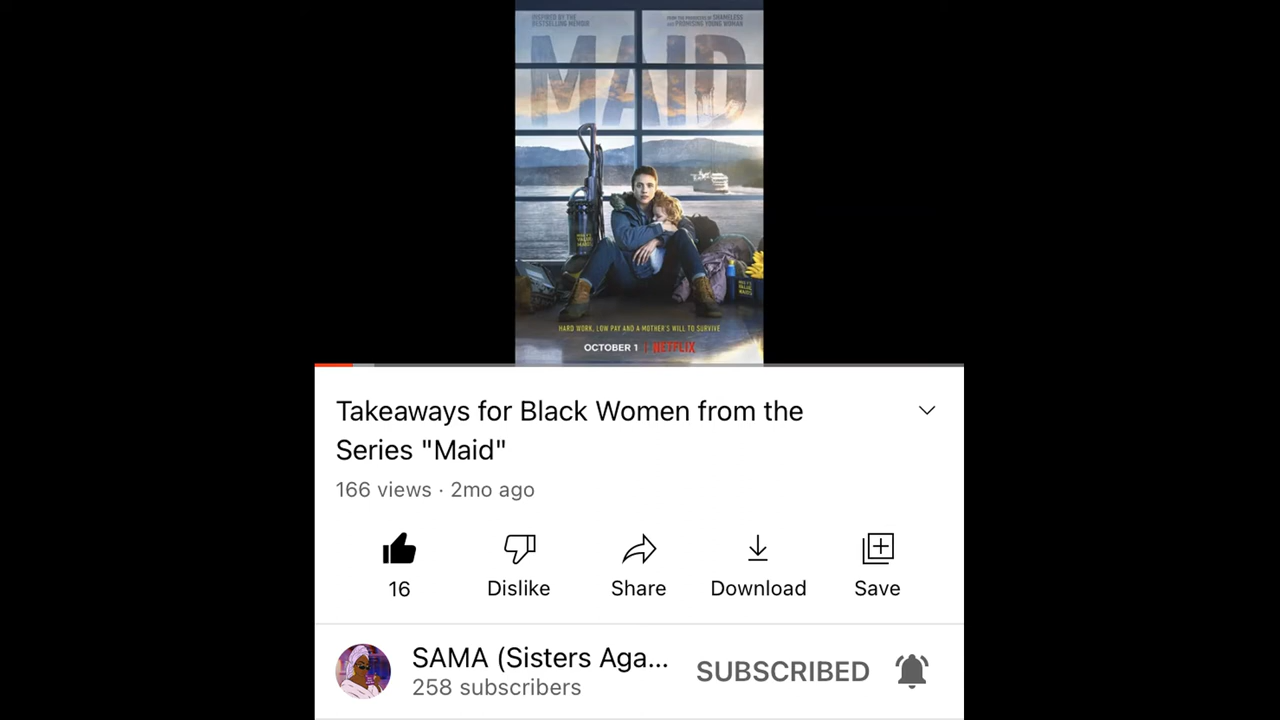 INSPIRED BY THE
BESTSELLING MEMOIR
FROM THE PRODUCERS OF SHAMELESS
AND PROMISING YOUNG WOMAN
MAID
HARD WORK, LOW PAY AND A MOTHER'S WILL TO SURVIVE
OCTOBER 1 | NETFLIX
Takeaways for Black Women from the
Series "Maid"
166 views · 2mo ago
16
Dislike
Share
Download
Save
SAMA (Sisters Aga...
SUBSCRIBED
258 subscribers